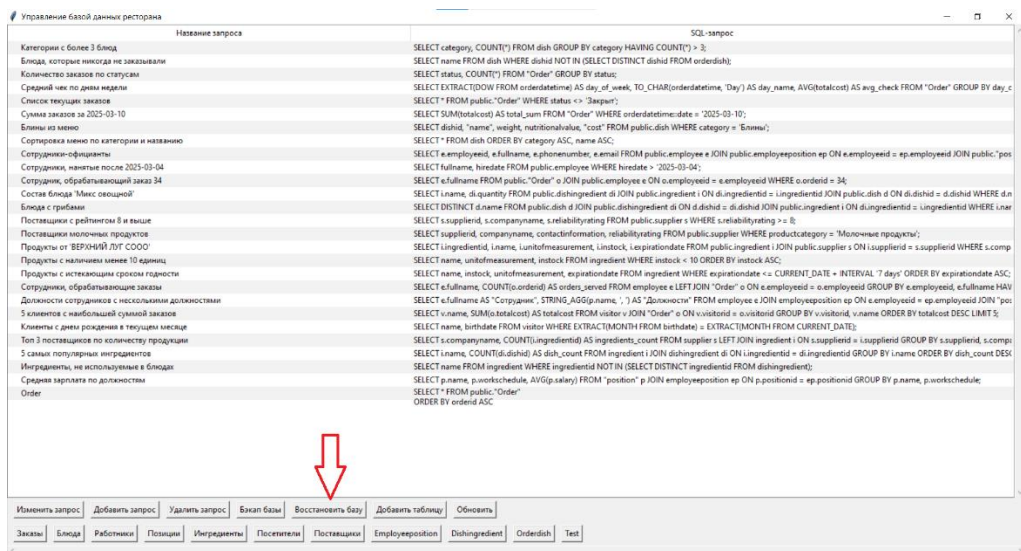 Управление базой данных ресторана
Название запроса SQL-запрос
Категории с более 3 блюд SELECT category, COUNT(*) FROM dish GROUP BY category HAVING COUNT(*) > 3;
Блюда, которые никогда не заказывали SELECT name FROM dish WHERE dishid NOT IN (SELECT DISTINCT dishid FROM orderdish);
Количество заказов по статусам SELECT status, COUNT(*) FROM "Order" GROUP BY status;
Средний чек по дням недели SELECT EXTRACT(DOW FROM orderdatetime) AS day_of_week, TO_CHAR(orderdatetime, 'Day') AS day_name, AVG(totalcost) AS avg_check FROM "Order" GROUP BY day_c
Список текущих заказов SELECT * FROM public."Order" WHERE status <> 'Закрыт';
Сумма заказов за 2025-03-10 SELECT SUM(totalcost) AS total_sum FROM "Order" WHERE orderdatetime::date = '2025-03-10';
Блины из меню SELECT dishid, "name", weight, nutritionalvalue, "cost" FROM public.dish WHERE category = 'Блины';
Сортировка меню по категории и названию SELECT * FROM dish ORDER BY category ASC, name ASC;
Сотрудники-официанты SELECT e.employeeid, e.fullname, e.phonenumber, e.email FROM public.employee e JOIN public.employeeposition ep ON e.employeeid = ep.employeeid JOIN public."pos
Сотрудники, нанятые после 2025-03-04 SELECT fullname, hiredate FROM public.employee WHERE hiredate > '2025-03-04';
Сотрудник, обрабатывающий заказ 34 SELECT e.fullname FROM public."Order" o JOIN public.employee e ON o.employeeid = e.employeeid WHERE o.orderid = 34;
Состав блюда 'Микс овощной' SELECT i.name, di.quantity FROM public.dishingredient di JOIN public.ingredient i ON di.ingredientid = i.ingredientid JOIN public.dish d ON di.dishid = d.dishid WHERE d.n
Блюда с грибами SELECT DISTINCT d.name FROM public.dish d JOIN public.dishingredient di ON d.dishid = di.dishid JOIN public.ingredient i ON di.ingredientid = i.ingredientid WHERE i.nar
Поставщики с рейтингом 8 и выше SELECT s.supplierid, s.companyname, s.reliabilityrating FROM public.supplier s WHERE s.reliabilityrating >= 8;
Поставщики молочных продуктов SELECT supplierid, companyname, contactinformation, reliabilityrating FROM public.supplier WHERE productcategory = 'Молочные продукты';
Продукты от 'ВЕРХНИЙ ЛУГ СООО' SELECT i.ingredientid, i.name, i.unitofmeasurement, i.instock, i.expirationdate FROM public.ingredient i JOIN public.supplier s ON i.supplierid = s.supplierid WHERE s.comp
Продукты с наличием менее 10 единиц SELECT name, unitofmeasurement, instock FROM ingredient WHERE instock < 10 ORDER BY instock ASC;
Продукты с истекающим сроком годности SELECT name, instock, unitofmeasurement, expirationdate FROM ingredient WHERE expirationdate <= CURRENT_DATE + INTERVAL '7 days' ORDER BY expirationdate ASC;
Сотрудники, обрабатывающие заказы SELECT e.fullname, COUNT(o.orderid) AS orders_served FROM employee e LEFT JOIN "Order" o ON e.employeeid = o.employeeid GROUP BY e.employeeid, e.fullname HAV
Должности сотрудников с несколькими должностями SELECT e.fullname AS "Сотрудник", STRING_AGG(p.name, ', ') AS "Должности" FROM employee e JOIN employeeposition ep ON e.employeeid = ep.employeeid JOIN "pos
5 клиентов с наибольшей суммой заказов SELECT v.name, SUM(o.totalcost) AS totalcost FROM visitor v JOIN "Order" o ON v.visitorid = o.visitorid GROUP BY v.visitorid, v.name ORDER BY totalcost DESC LIMIT 5;
Клиенты с днем рождения в текущем месяце SELECT name, birthdate FROM visitor WHERE EXTRACT(MONTH FROM birthdate) = EXTRACT(MONTH FROM CURRENT_DATE);
Топ 3 поставщиков по количеству продукции SELECT s.companyname, COUNT(i.ingredientid) AS ingredients_count FROM supplier s LEFT JOIN ingredient i ON s.supplierid = i.supplierid GROUP BY s.supplierid, s.compa
5 самых популярных ингредиентов SELECT i.name, COUNT(di.dishid) AS dish_count FROM ingredient i JOIN dishingredient di ON i.ingredientid = di.ingredientid GROUP BY i.name ORDER BY dish_count DESC
Ингредиенты, не используемые в блюдах SELECT name FROM ingredient WHERE ingredientid NOT IN (SELECT DISTINCT ingredientid FROM dishingredient);
Средняя зарплата по должностям SELECT p.name, p.workschedule, AVG(p.salary) FROM "position" p JOIN employeeposition ep ON p.positionid = ep.positionid GROUP BY p.name, p.workschedule;
Order SELECT * FROM public."Order"
ORDER BY orderid ASC
Изменить запрос Добавить запрос Удалить запрос Бэкап базы Восстановить базу Добавить таблицу Обновить
Заказы Блюда Работники Позиции Ингредиенты Посетители Поставщики Employeeposition Dishingredient Orderdish Test